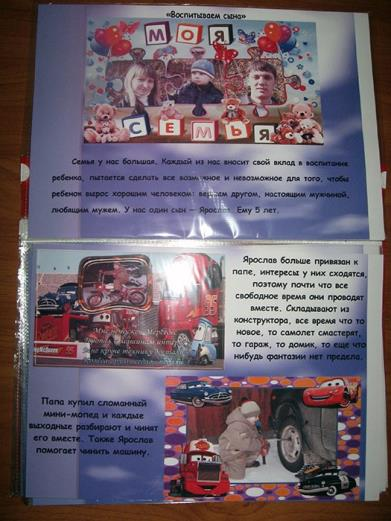 «Воспитываем сына»
МОЯ
СЕМЬЯ
Семья у нас большая. Каждый из нас вносит свой вклад в воспитание
ребенка, пытается сделать все возможное и невозможное для того, чтобы
ребенок вырос хорошим человеком: верным другом, настоящим мужчиной,
любящим мужем. У нас один сын – Ярослав. Ему 5 лет.
Ярослав больше привязан к
папе, интересы у них сходятся,
поэтому почти что все
свободное время они проводят
вместе. Складывают из
конструктора, все время что то
новое, то самолет смастерят,
то гараж, то домик, то еще что
нибудь фантазии нет предела.
Папа купил сломанный
мини-мопед и каждые
выходные разбирают и чинят
его вместе. Также Ярослав
помогает чинить машину.